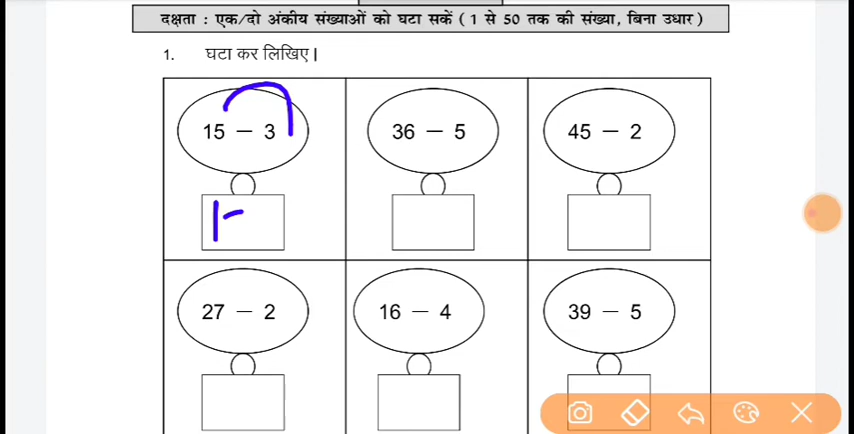 दक्षता : एक/दो अंकीय संख्याओं को घटा सकें ( 1 से 50 तक की संख्या, बिना उधार )
1. घटा कर लिखिए |
15 — 3 36 — 5 45 — 2
27 — 2 16 — 4 39 — 5